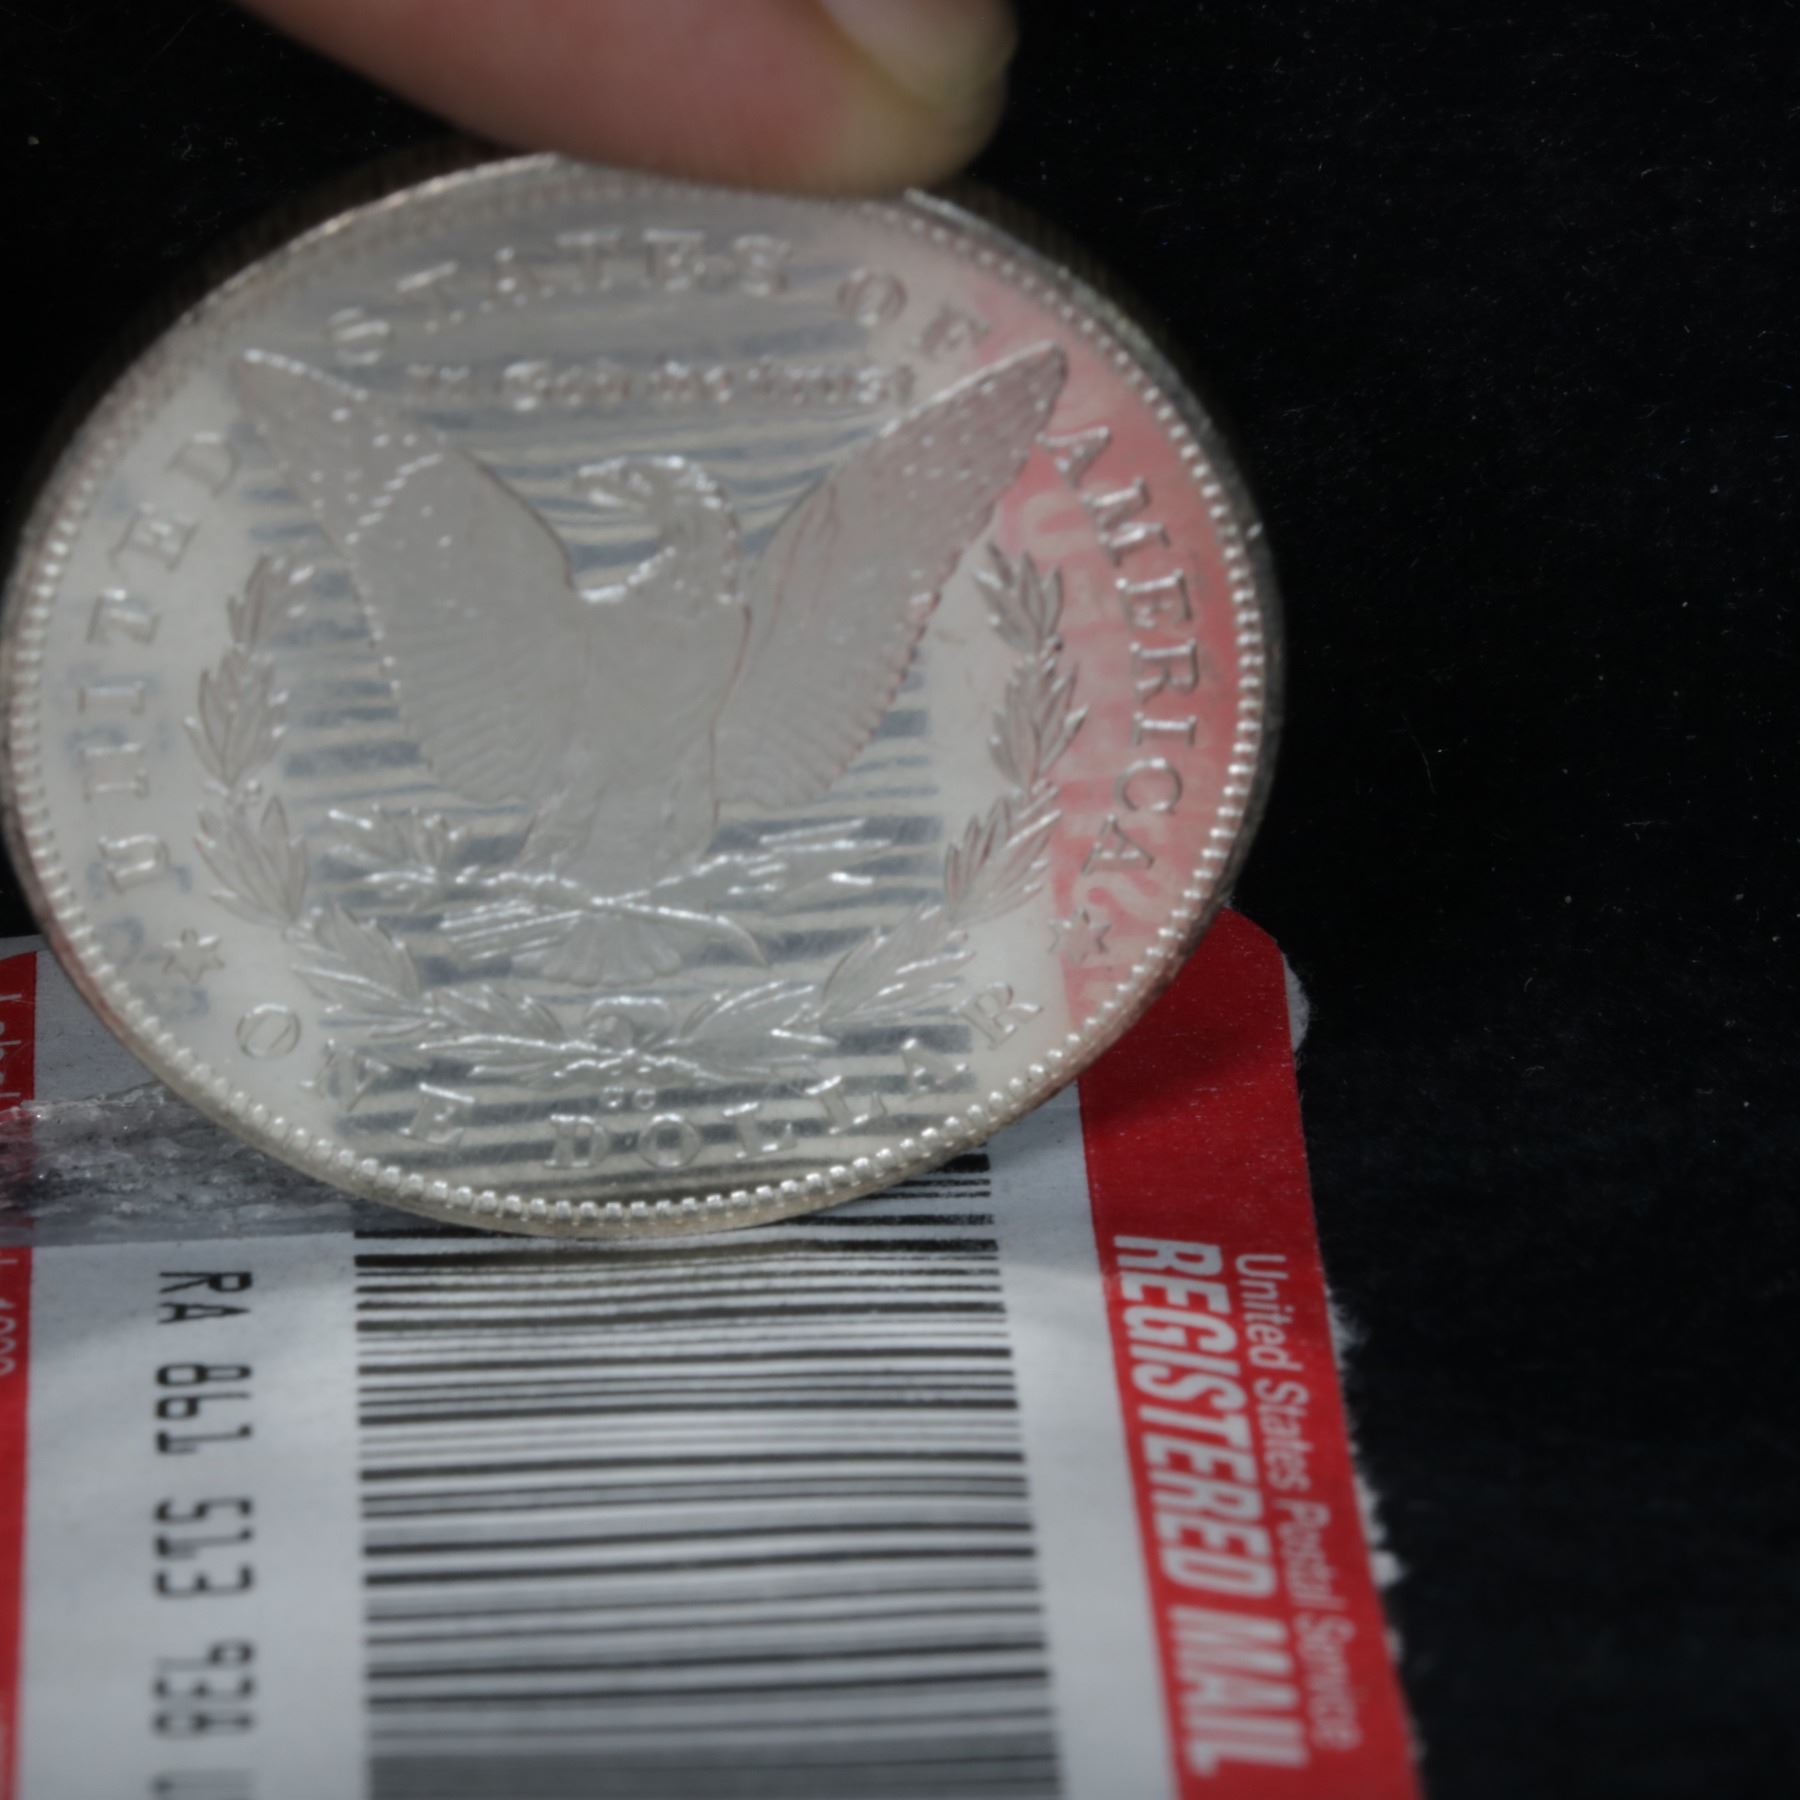 UNITED STATES OF AMERICA
In God we trust
ONE DOLLAR
CC
United States Postal Service
REGISTERED MAIL
RA 861 513 938 U